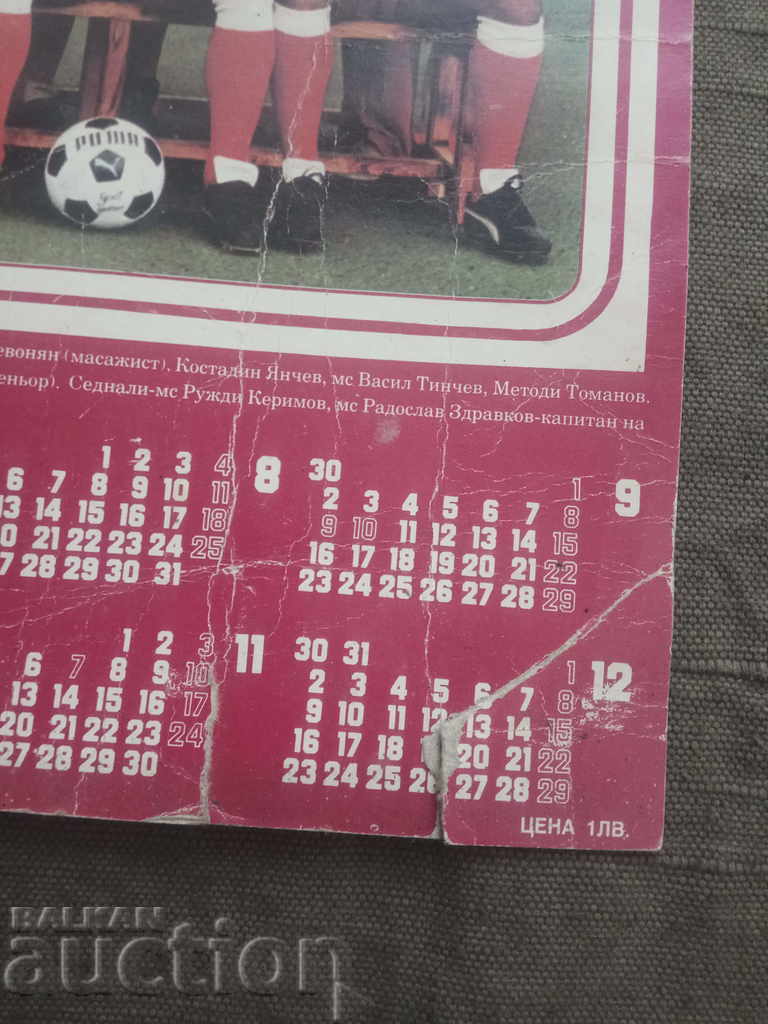 PUMA
евонян (масажист), Костадин Янчев, мс Васил Тинчев, Методи Томанов.
еньор). Седнали-мс Ружди Керимов, мс Радослав Здравков-капитан на
1 2 3 4 8
6 7 8 9 10 11
13 14 15 16 17 18
0 21 22 23 24 25
27 28 29 30 31
30 1 9
2 3 4 5 6 7 8
9 10 11 12 13 14 15
16 17 18 19 20 21 22
23 24 25 26 27 28 29
1 2 3 11
6 7 8 9 10
13 14 15 16 17
20 21 22 23 24
27 28 29 30
30 31 1 12
2 3 4 5 6 7 8
9 10 11 12 13 14 15
16 17 18 20 21 22
23 24 25 26 27 28 29
ЦЕНА 1ЛВ.
BALKAN
auction